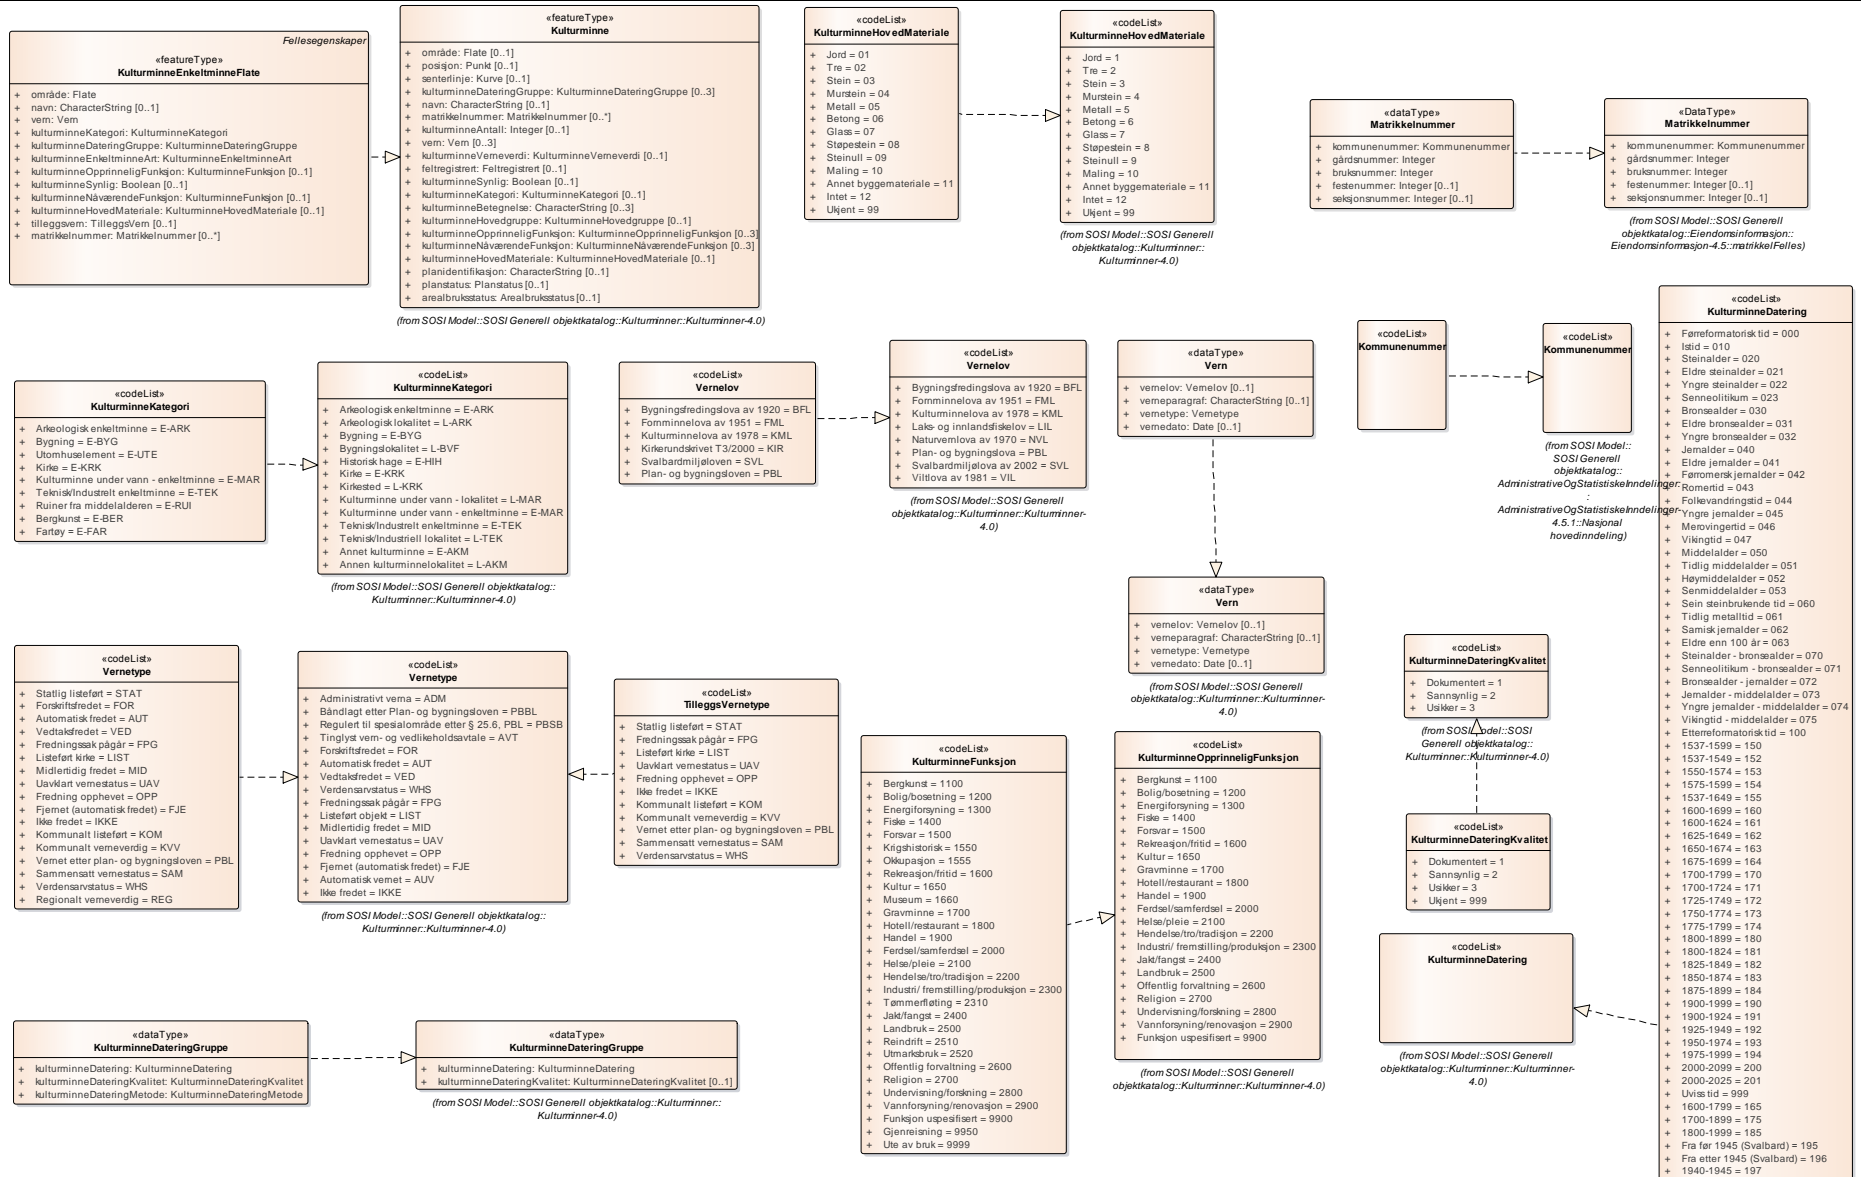 Fellesegenskaper
«featureType»
KulturminneEnkeltminneFlate
+ område: Flate
+ navn: CharacterString [0..1]
+ vern: Vern
+ kulturminneKategori: KulturminneKategori
+ kulturminneDateringGruppe: KulturminneDateringGruppe
+ kulturminneEnkeltminneArt: KulturminneEnkeltminneArt
+ kulturminneOpprinneligFunksjon: KulturminneFunksjon [0..1]
+ kulturminneSynlig: Boolean [0..1]
+ kulturminneNåværendeFunksjon: KulturminneFunksjon [0..1]
+ kulturminneHovedMateriale: KulturminneHovedMateriale [0..1]
+ tilleggsvern: TilleggsVern [0..1]
+ matrikkelnummer: Matrikkelnummer [0..*]
«featureType»
Kulturminne
+ område: Flate [0..1]
+ posisjon: Punkt [0..1]
+ senterlinje: Kurve [0..1]
+ kulturminneDateringGruppe: KulturminneDateringGruppe [0..3]
+ navn: CharacterString [0..1]
+ matrikkelnummer: Matrikkelnummer [0..*]
+ kulturminneAntall: Integer [0..1]
+ vern: Vern [0..3]
+ kulturminneVerneverdi: KulturminneVerneverdi [0..1]
+ feltregistrert: Feltregistrert [0..1]
+ kulturminneSynlig: Boolean [0..1]
+ kulturminneKategori: KulturminneKategori [0..1]
+ kulturminneBetegnelse: CharacterString [0..3]
+ kulturminneHovedgruppe: KulturminneHovedgruppe [0..1]
+ kulturminneOpprinneligFunksjon: KulturminneOpprinneligFunksjon [0..3]
+ kulturminneNåværendeFunksjon: KulturminneNåværendeFunksjon [0..3]
+ kulturminneHovedMateriale: KulturminneHovedMateriale [0..1]
+ planidentifikasjon: CharacterString [0..1]
+ planstatus: Planstatus [0..1]
+ arealbruksstatus: Arealbruksstatus [0..1]
(from SOSI Model::SOSI Generell objektkatalog::Kulturminner::Kulturminner-4.0)
«codeList»
KulturminneHovedMateriale
+ Jord = 01
+ Tre = 02
+ Stein = 03
+ Murstein = 04
+ Metall = 05
+ Betong = 06
+ Glass = 07
+ Støpestein = 08
+ Steinull = 09
+ Maling = 10
+ Annet byggemateriale = 11
+ Intet = 12
+ Ukjent = 99
«codeList»
KulturminneHovedMateriale
+ Jord = 1
+ Tre = 2
+ Stein = 3
+ Murstein = 4
+ Metall = 5
+ Betong = 6
+ Glass = 7
+ Støpestein = 8
+ Steinull = 9
+ Maling = 10
+ Annet byggemateriale = 11
+ Intet = 12
+ Ukjent = 99
(from SOSI Model::SOSI Generell
objektkatalog::Kulturminner::
Kulturminner-4.0)
«dataType»
Matrikkelnummer
+ kommunenummer: Kommunenummer
+ gårdsnummer: Integer
+ bruksnummer: Integer
+ festenummer: Integer [0..1]
+ seksjonsnummer: Integer [0..1]
«DataType»
Matrikkelnummer
+ kommunenummer: Kommunenummer
+ gårdsnummer: Integer
+ bruksnummer: Integer
+ festenummer: Integer [0..1]
+ seksjonsnummer: Integer [0..1]
(from SOSI Model::SOSI Generell
objektkatalog::Eiendomsinformasjon::
Eiendomsinformasjon-4.5::matrikkelFelles)
«codeList»
KulturminneKategori
+ Arkeologisk enkeltminne = E-ARK
+ Bygning = E-BYG
+ Utomhuselement = E-UTE
+ Kirke = E-KRK
+ Kulturminne under vann - enkeltminne = E-MAR
+ Teknisk/Industrelt enkeltminne = E-TEK
+ Ruiner fra middelalderen = E-RUI
+ Bergkunst = E-BER
+ Fartøy = E-FAR
«codeList»
KulturminneKategori
+ Arkeologisk enkeltminne = E-ARK
+ Arkeologisk lokalitet = L-ARK
+ Bygning = E-BYG
+ Bygningslokalitet = L-BVF
+ Historisk hage = E-HIH
+ Kirke = E-KRK
+ Kirkested = L-KRK
+ Kulturminne under vann - lokalitet = L-MAR
+ Kulturminne under vann - enkeltminne = E-MAR
+ Teknisk/Industrelt enkeltminne = E-TEK
+ Teknisk/Industriell lokalitet = L-TEK
+ Annet kulturminne = E-AKM
+ Annen kulturminnelokalitet = L-AKM
(from SOSI Model::SOSI Generell objektkatalog::
Kulturminner::Kulturminner-4.0)
«codeList»
Vernelov
+ Bygningsfredingslova av 1920 = BFL
+ Fornminnelova av 1951 = FML
+ Kulturminnelova av 1978 = KML
+ Kirkerundskrivet T3/2000 = KIR
+ Svalbardmiljøloven = SVL
+ Plan- og bygningsloven = PBL
«codeList»
Vernelov
+ Bygningsfredingslova av 1920 = BFL
+ Fornminnelova av 1951 = FML
+ Kulturminnelova av 1978 = KML
+ Laks- og innlandsfiskelov = LIL
+ Naturvernlova av 1970 = NVL
+ Plan- og bygningslova = PBL
+ Svalbardmiljølova av 2002 = SVL
+ Viltlova av 1981 = VIL
(from SOSI Model::SOSI Generell
objektkatalog::Kulturminner::Kulturminner-
4.0)
«dataType»
Vern
+ vernelov: Vernelov [0..1]
+ verneparagraf: CharacterString [0..1]
+ vernetype: Vernetype
+ vernedato: Date [0..1]
«dataType»
Vern
+ vernelov: Vernelov [0..1]
+ verneparagraf: CharacterString [0..1]
+ vernetype: Vernetype
+ vernedato: Date [0..1]
(from SOSI Model::SOSI Generell
objektkatalog::Kulturminner::Kulturminner-
4.0)
«codeList»
Kommunenummer
«codeList»
Kommunenummer
(from SOSI Model::
SOSI Generell
objektkatalog::
AdministrativeOgStatistiskeInndelinger:
:
AdministrativeOgStatistiskeInndelinger-
4.5.1::Nasjonal
hovedinndeling)
«codeList»
KulturminneDatering
+ Førreformatorisk tid = 000
+ Istid = 010
+ Steinalder = 020
+ Eldre steinalder = 021
+ Yngre steinalder = 022
+ Senneolitikum = 023
+ Bronsealder = 030
+ Eldre bronsealder = 031
+ Yngre bronsealder = 032
+ Jernalder = 040
+ Eldre jernalder = 041
+ Førromersk jernalder = 042
+ Romertid = 043
+ Folkevandringstid = 044
+ Yngre jernalder = 045
+ Merovingertid = 046
+ Vikingtid = 047
+ Middelalder = 050
+ Tidlig middelalder = 051
+ Høymiddelalder = 052
+ Senmiddelalder = 053
+ Sein steinbrukende tid = 060
+ Tidlig metalltid = 061
+ Samisk jernalder = 062
+ Eldre enn 100 år = 063
+ Steinalder - bronsealder = 070
+ Senneolitikum - bronsealder = 071
+ Bronsealder - jernalder = 072
+ Jernalder - middelalder = 073
+ Yngre jernalder - middelalder = 074
+ Vikingtid - middelalder = 075
+ Etterreformatorisk tid = 100
+ 1537-1599 = 150
+ 1537-1549 = 152
+ 1550-1574 = 153
+ 1575-1599 = 154
+ 1537-1649 = 155
+ 1600-1699 = 160
+ 1600-1624 = 161
+ 1625-1649 = 162
+ 1650-1674 = 163
+ 1675-1699 = 164
+ 1700-1799 = 170
+ 1700-1724 = 171
+ 1725-1749 = 172
+ 1750-1774 = 173
+ 1775-1799 = 174
+ 1800-1899 = 180
+ 1800-1824 = 181
+ 1825-1849 = 182
+ 1850-1874 = 183
+ 1875-1899 = 184
+ 1900-1999 = 190
+ 1900-1924 = 191
+ 1925-1949 = 192
+ 1950-1974 = 193
+ 1975-1999 = 194
+ 2000-2099 = 200
+ 2000-2025 = 201
+ Uviss tid = 999
+ 1600-1799 = 165
+ 1700-1899 = 175
+ 1800-1999 = 185
+ Fra før 1945 (Svalbard) = 195
+ Fra etter 1945 (Svalbard) = 196
+ 1940-1945 = 197
«codeList»
Vernetype
+ Statlig listeført = STAT
+ Forskriftsfredet = FOR
+ Automatisk fredet = AUT
+ Vedtaksfredet = VED
+ Fredningssak pågår = FPG
+ Listeført kirke = LIST
+ Midlertidig fredet = MID
+ Uavklart vernestatus = UAV
+ Fredning opphevet = OPP
+ Fjernet (automatisk fredet) = FJE
+ Ikke fredet = IKKE
+ Kommunalt listeført = KOM
+ Kommunalt verneverdig = KVV
+ Vernet etter plan- og bygningsloven = PBL
+ Sammensatt vernestatus = SAM
+ Verdensarvstatus = WHS
+ Regionalt verneverdig = REG
«codeList»
Vernetype
+ Administrativt verna = ADM
+ Båndlagt etter Plan- og bygningsloven = PBBL
+ Regulert til spesialområde etter § 25.6, PBL = PBSB
+ Tinglyst vern- og vedlikeholdsavtale = AVT
+ Forskriftsfredet = FOR
+ Automatisk fredet = AUT
+ Vedtaksfredet = VED
+ Verdensarvstatus = WHS
+ Fredningssak pågår = FPG
+ Listeført objekt = LIST
+ Midlertidig fredet = MID
+ Uavklart vernestatus = UAV
+ Fredning opphevet = OPP
+ Fjernet (automatisk fredet) = FJE
+ Automatisk vernet = AUV
+ Ikke fredet = IKKE
(from SOSI Model::SOSI Generell objektkatalog::
Kulturminner::Kulturminner-4.0)
«codeList»
TilleggsVernetype
+ Statlig listeført = STAT
+ Fredningssak pågår = FPG
+ Listeført kirke = LIST
+ Uavklart vernestatus = UAV
+ Fredning opphevet = OPP
+ Ikke fredet = IKKE
+ Kommunalt listeført = KOM
+ Kommunalt verneverdig = KVV
+ Vernet etter plan- og bygningsloven = PBL
+ Sammensatt vernestatus = SAM
+ Verdensarvstatus = WHS
«codeList»
KulturminneFunksjon
+ Bergkunst = 1100
+ Bolig/bosetning = 1200
+ Energiforsyning = 1300
+ Fiske = 1400
+ Forsvar = 1500
+ Krigshistorisk = 1550
+ Okkupasjon = 1555
+ Rekreasjon/fritid = 1600
+ Kultur = 1650
+ Museum = 1660
+ Gravminne = 1700
+ Hotell/restaurant = 1800
+ Handel = 1900
+ Ferdsel/samferdsel = 2000
+ Helse/pleie = 2100
+ Hendelse/tro/tradisjon = 2200
+ Industri/ fremstilling/produksjon = 2300
+ Tømmerfløting = 2310
+ Jakt/fangst = 2400
+ Landbruk = 2500
+ Reindrift = 2510
+ Utmarksbruk = 2520
+ Offentlig forvaltning = 2600
+ Religion = 2700
+ Undervisning/forskning = 2800
+ Vannforsyning/renovasjon = 2900
+ Funksjon uspesifisert = 9900
+ Gjenreisning = 9950
+ Ute av bruk = 9999
«codeList»
KulturminneOpprinneligFunksjon
+ Bergkunst = 1100
+ Bolig/bosetning = 1200
+ Energiforsyning = 1300
+ Fiske = 1400
+ Forsvar = 1500
+ Rekreasjon/fritid = 1600
+ Kultur = 1650
+ Gravminne = 1700
+ Hotell/restaurant = 1800
+ Handel = 1900
+ Ferdsel/samferdsel = 2000
+ Helse/pleie = 2100
+ Hendelse/tro/tradisjon = 2200
+ Industri/ fremstilling/produksjon = 2300
+ Jakt/fangst = 2400
+ Landbruk = 2500
+ Offentlig forvaltning = 2600
+ Religion = 2700
+ Undervisning/forskning = 2800
+ Vannforsyning/renovasjon = 2900
+ Funksjon uspesifisert = 9900
(from SOSI Model::SOSI Generell
objektkatalog::Kulturminner::Kulturminner-4.0)
«codeList»
KulturminneDateringKvalitet
+ Dokumentert = 1
+ Sannsynlig = 2
+ Usikker = 3
(from SOSI Model::SOSI
Generell objektkatalog::
Kulturminner::Kulturminner-4.0)
«codeList»
KulturminneDateringKvalitet
+ Dokumentert = 1
+ Sannsynlig = 2
+ Usikker = 3
+ Ukjent = 999
«codeList»
KulturminneDatering
(from SOSI Model::SOSI Generell
objektkatalog::Kulturminner::Kulturminner-
4.0)
«dataType»
KulturminneDateringGruppe
+ kulturminneDatering: KulturminneDatering
+ kulturminneDateringKvalitet: KulturminneDateringKvalitet
+ kulturminneDateringMetode: KulturminneDateringMetode
«dataType»
KulturminneDateringGruppe
+ kulturminneDatering: KulturminneDatering
+ kulturminneDateringKvalitet: KulturminneDateringKvalitet [0..1]
(from SOSI Model::SOSI Generell objektkatalog::Kulturminner::
Kulturminner-4.0)